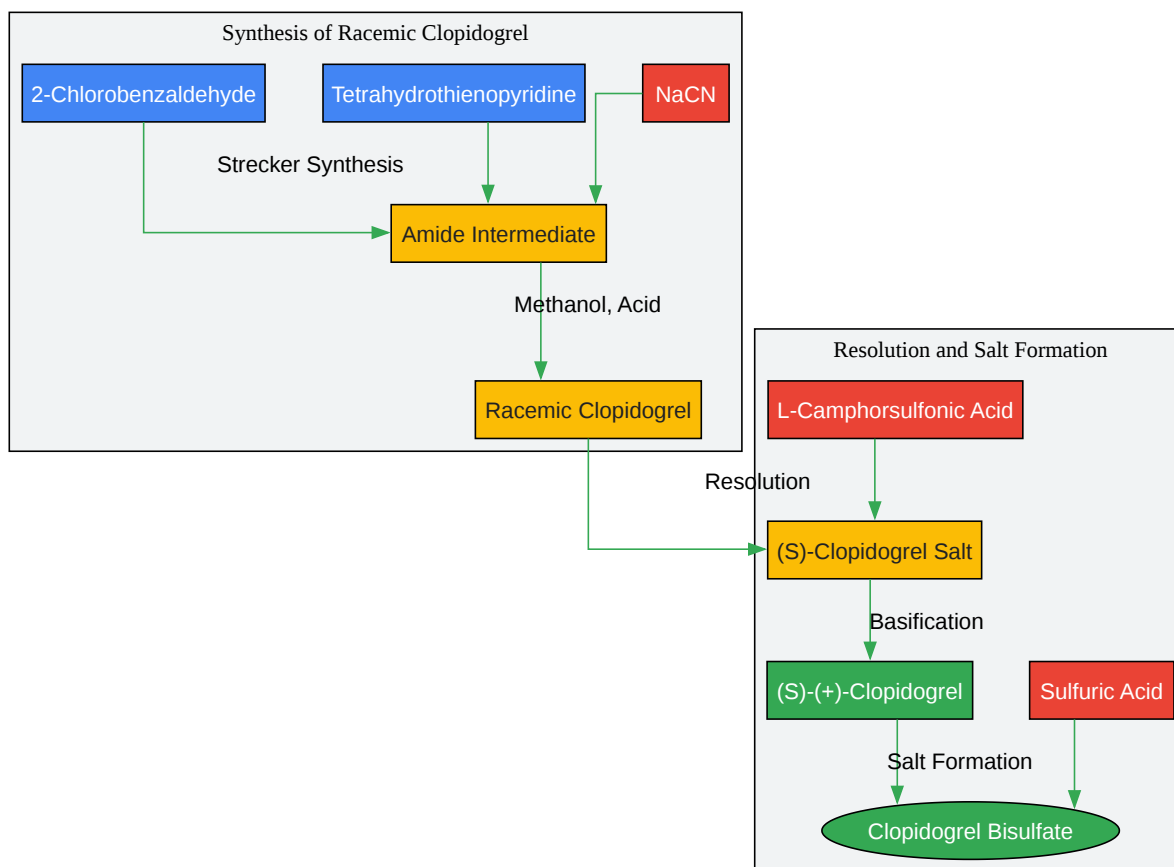 Synthesis of Racemic Clopidogrel
2-Chlorobenzaldehyde
Tetrahydrothienopyridine
NaCN
Strecker Synthesis
Amide Intermediate
Methanol, Acid
Racemic Clopidogrel
Resolution and Salt Formation
L-Camphorsulfonic Acid
Resolution
(S)-Clopidogrel Salt
Basification
(S)-(+)-Clopidogrel
Sulfuric Acid
Salt Formation
Clopidogrel Bisulfate